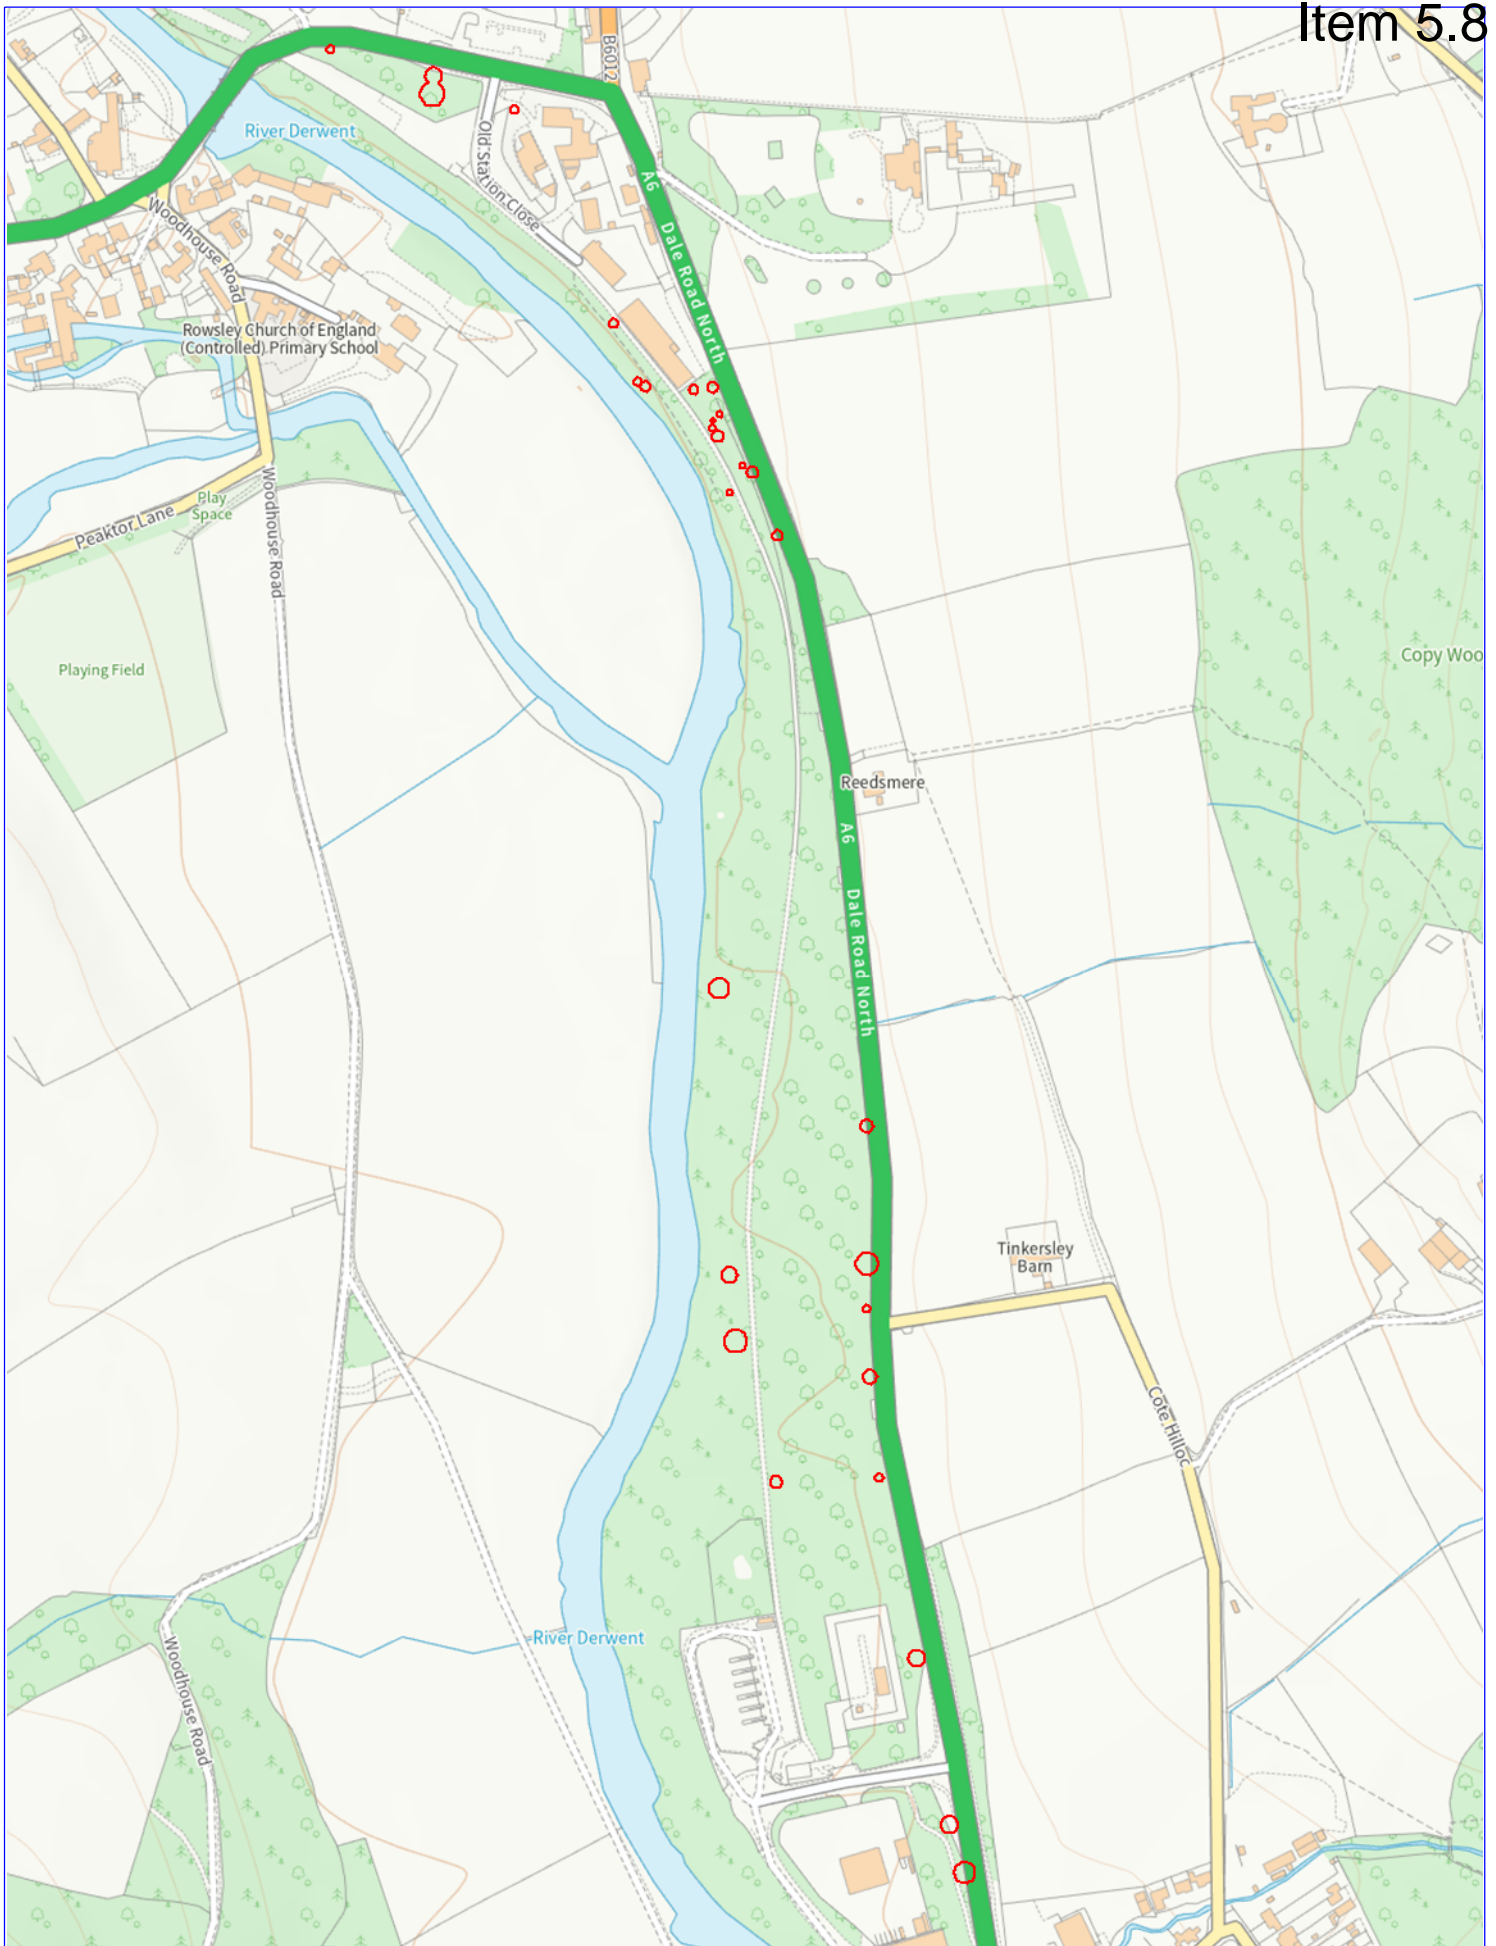 Item 5.8
B6012
River Derwent
Old Station Close
A6
Woodhouse Road
Dale Road North
Rowsley Church of England
(Controlled) Primary School
Play
Space
Peaktor Lane
Woodhouse Road
Copy Woo
Playing Field
Reedsmere
A6
Dale Road North
Tinkersley
Barn
Cote Hilloc
River Derwent
Woodhouse Road